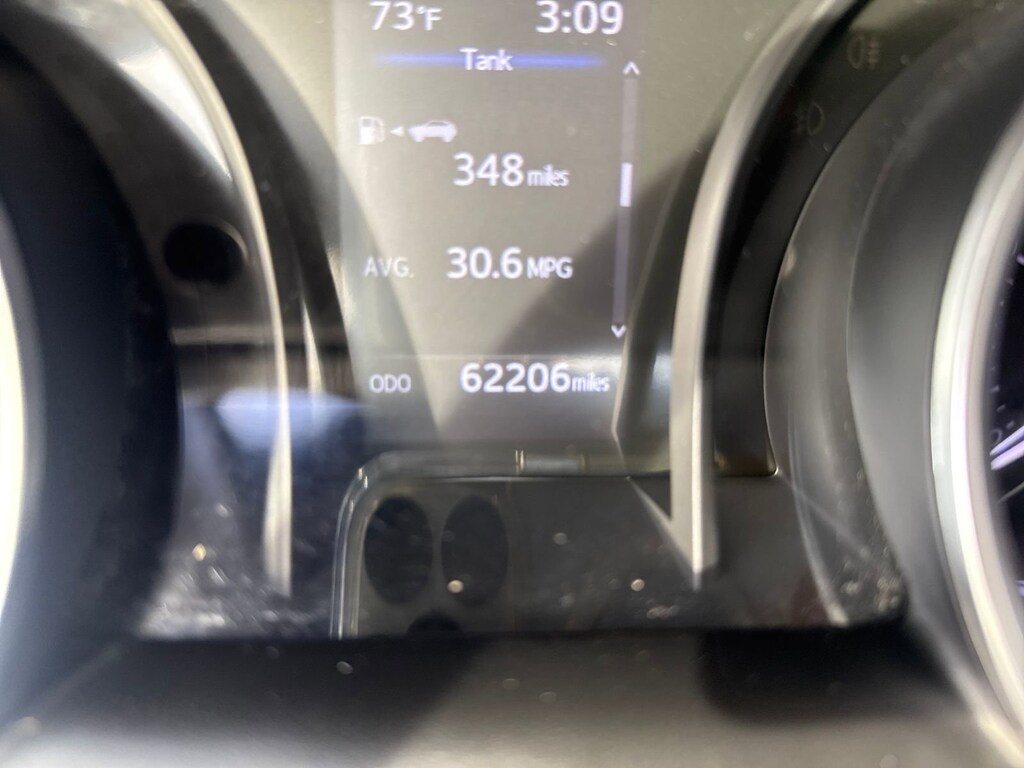 73°F 3:09
Tank
348 miles
AVG. 30.6 MPG
ODO 62206 miles